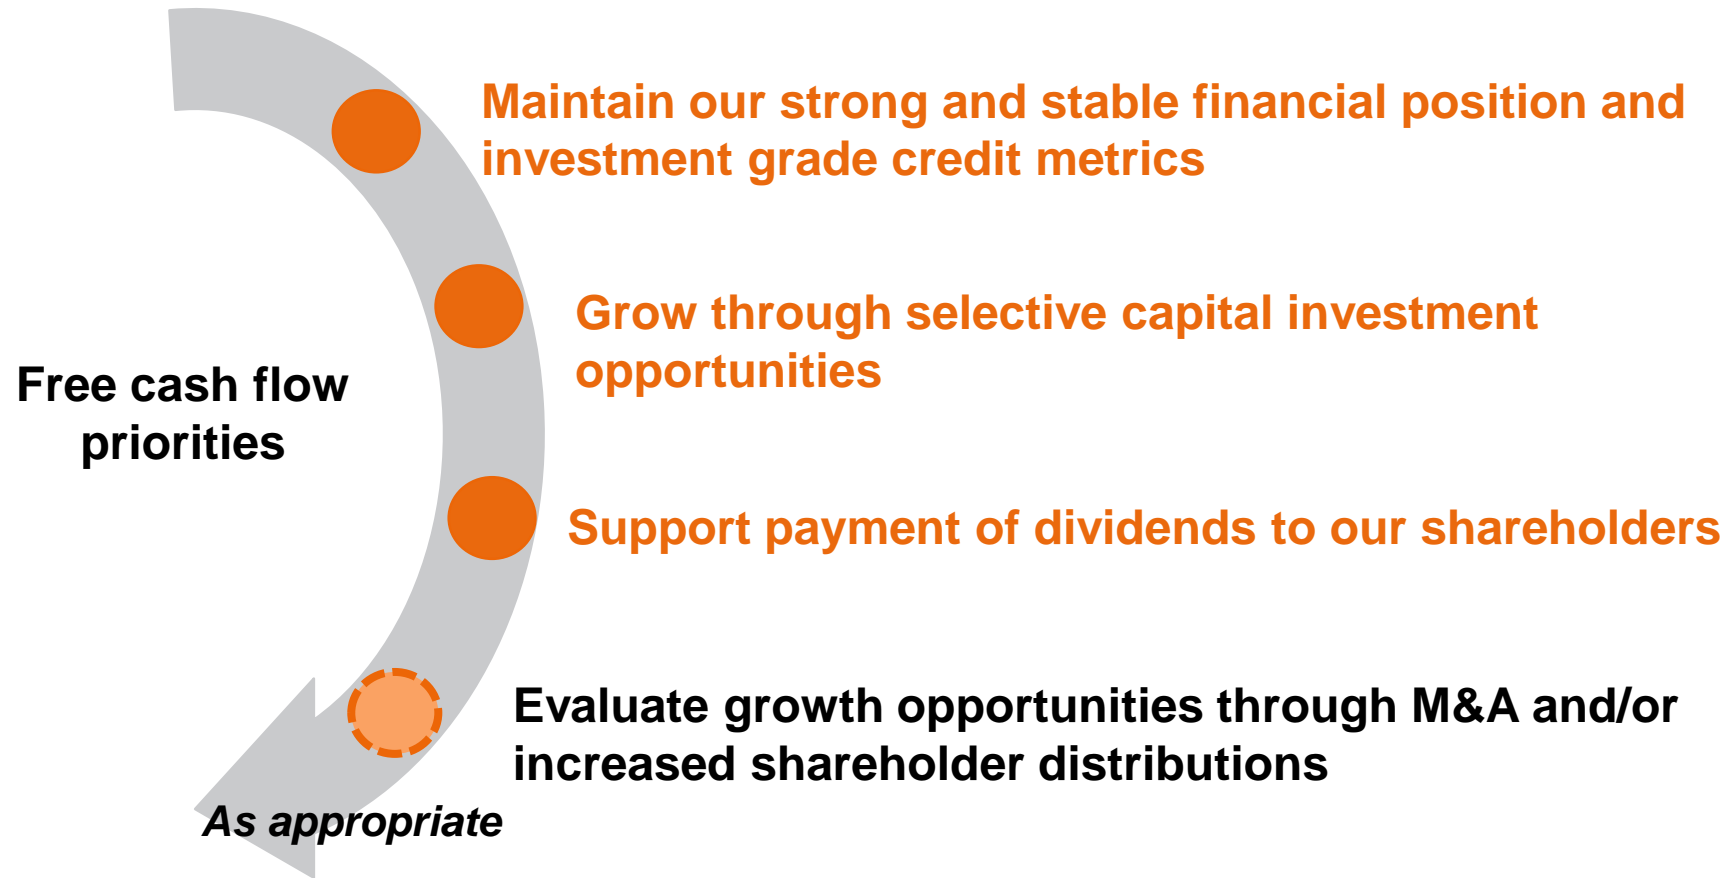 Maintain our strong and stable financial position and
investment grade credit metrics
Grow through selective capital investment
opportunities
Free cash flow
priorities
Support payment of dividends to our shareholders
Evaluate growth opportunities through M&A and/or
increased shareholder distributions
As appropriate